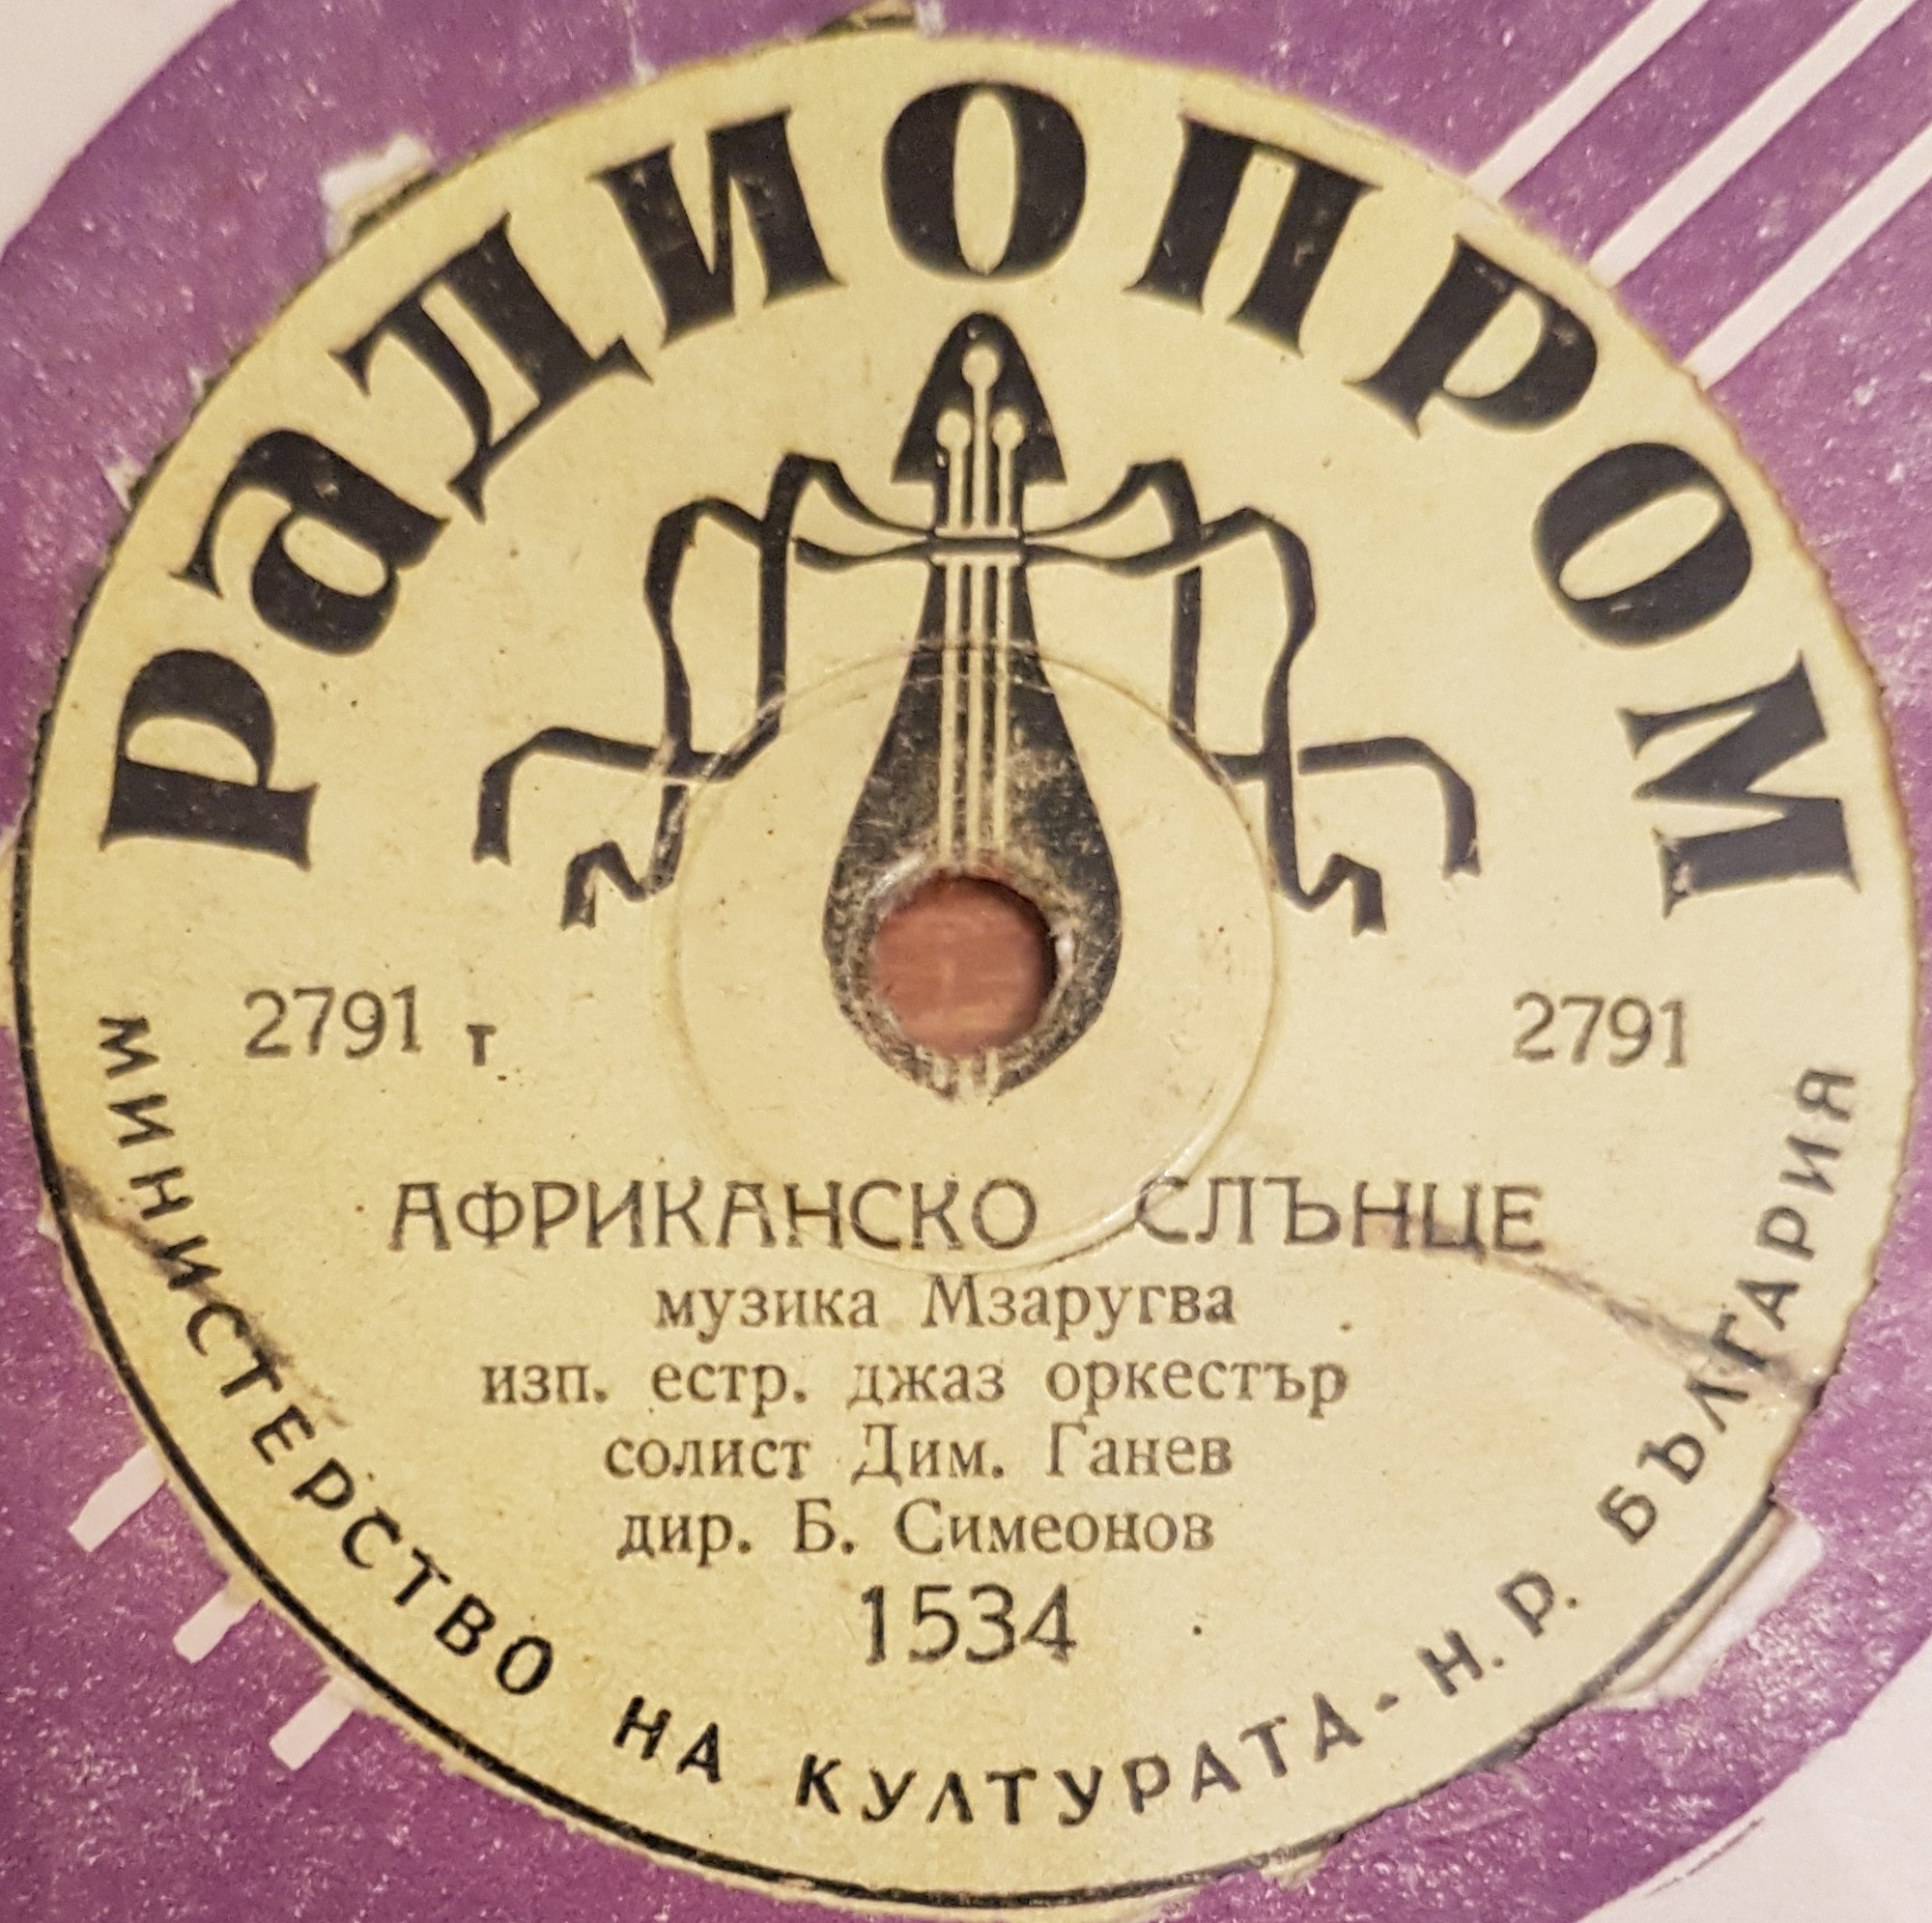 РАДИОПРОМ
2791 т 2791
АФРИКАНСКО СЛЪНЦЕ
музика Мзаругва
изп. естр. джаз оркестър
солист Дим. Ганев
дир. Б. Симеонов
1534
МИНИСТЕРСТВО НА КУЛТУРАТА - Н. Р. БЪЛГАРИЯ